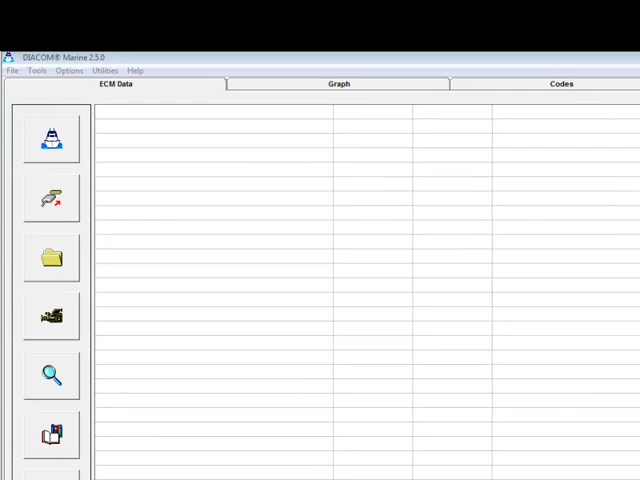 DIACOM® Marine 2.5.0
File Tools Options Utilities Help
ECM Data Graph Codes